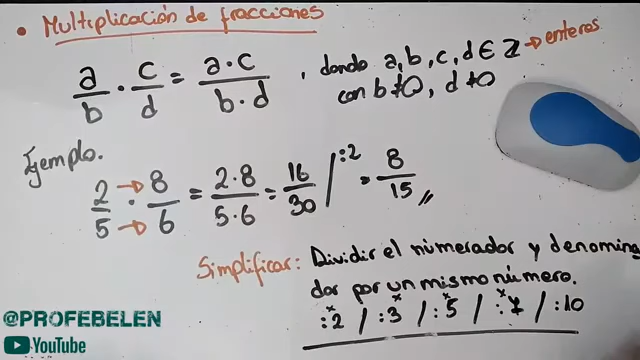 • Multiplicación de fracciones
a/b · c/d = a·c/b·d , donde a, b, c, d ∈ Z → enteros
con b ≠ 0, d ≠ 0
Ejemplo.
2/5 · 8/6 = 2·8/5·6 = 16/30 /:2 = 8/15 //
Simplificar: Dividir el numerador y denomina
dor por un mismo número.
:2 / :3 / :5 / :7 / :10
@PROFEBELEN
YouTube